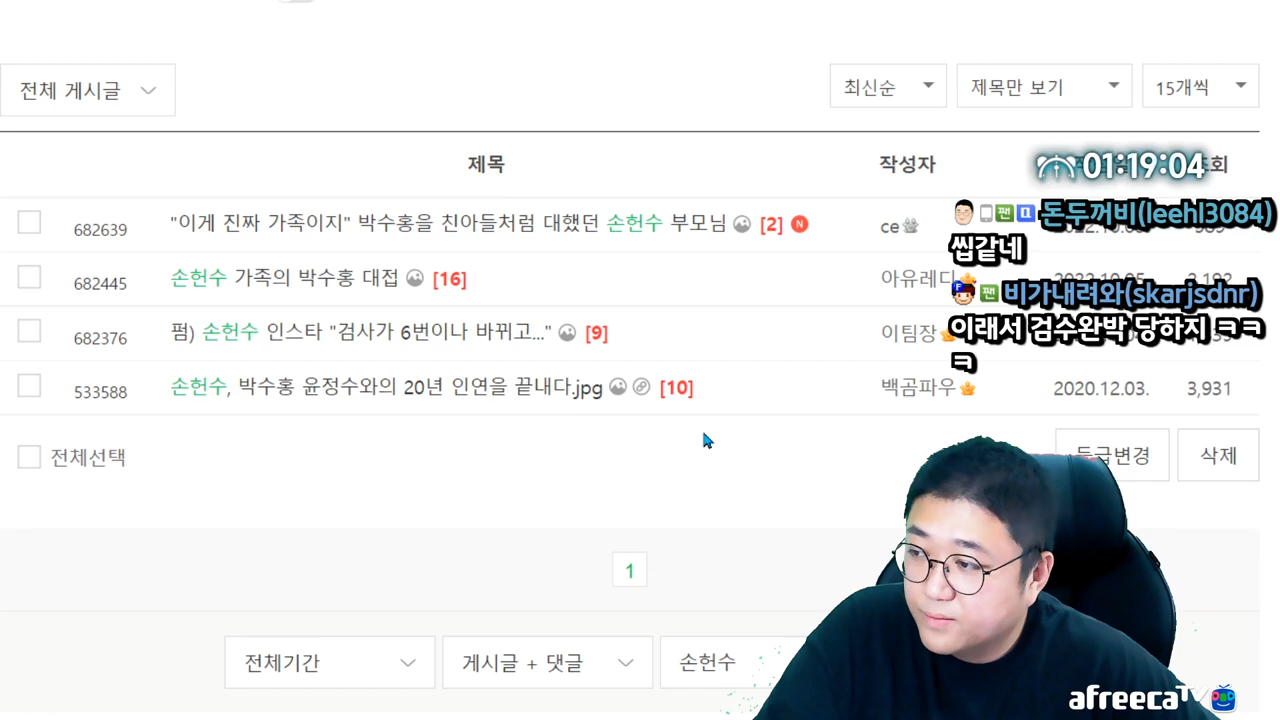 전체 게시글
최신순
제목만 보기
15개씩
제목
작성자
01:19:04
682639
"이게 진짜 가족이지" 박수홍을 친아들처럼 대했던 손헌수 부모님 [2] N
ce
돈두꺼비(leehl3084)
씹같네
682445
손헌수 가족의 박수홍 대접 [16]
아유레디
비가내려와(skarjsdnr)
682376
펌) 손헌수 인스타 "검사가 6번이나 바뀌고..." [9]
이팀장
이래서 검수완박 당하지 ㅋㅋ
ㅋ
533588
손헌수, 박수홍 윤정수와의 20년 인연을 끝내다.jpg [10]
백곰파우
2020.12.03.
3,931
전체선택
등급변경
삭제
1
전체기간
게시글 + 댓글
손헌수
afreecaTV